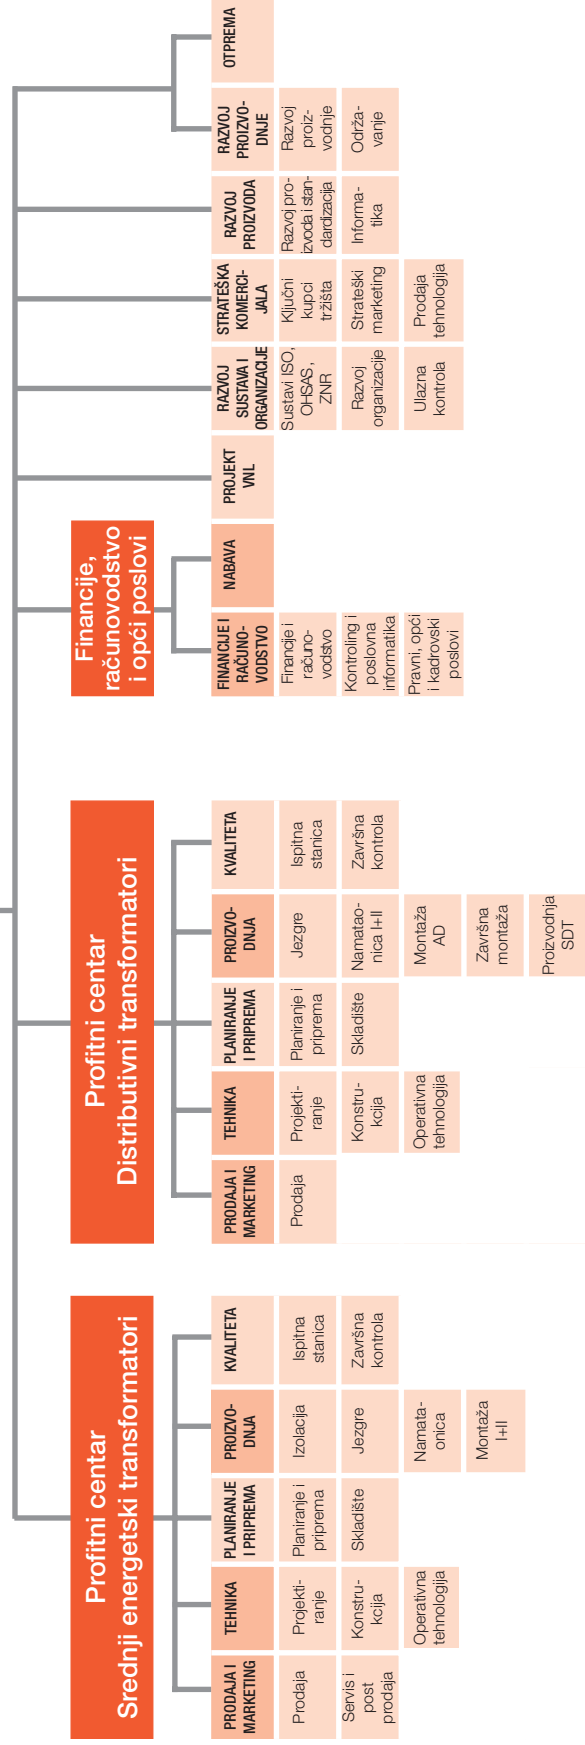 Profitni centar
Srednji energetski transformatori
PRODAJA I
MARKETING
Prodaja
Servis i
post
prodaja
TEHNIKA
Projekti-
ranje
Konstru-
kcija
Operativna
tehnologija
PLANIRANJE
I PRIPREMA
Planiranje i
priprema
Skladište
PROIZVO-
DNJA
Izolacija
Jezgre
Namata-
onica
Montaža
I+II
KVALITETA
Ispitna
stanica
Završna
kontrola
Profitni centar
Distributivni transformatori
PRODAJA I
MARKETING
Prodaja
TEHNIKA
Projekti-
ranje
Konstru-
kcija
Operativna
tehnologija
PLANIRANJE
I PRIPREMA
Planiranje i
priprema
Skladište
PROIZVO-
DNJA
Jezgre
Namatao-
nica I+II
Montaža
AD
Završna
montaža
Proizvodnja
SDT
KVALITETA
Ispitna
stanica
Završna
kontrola
Financije,
računovodstvo
i opći poslovi
FINANCIJE I
RAČUNO-
VODSTVO
Financije i
računo-
vodstvo
Kontroling i
poslovna
informatika
Pravni, opći
i kadrovski
poslovi
NABAVA
PROJEKT
VNL
RAZVOJ
SUSTAVA I
ORGANIZACIJE
Sustavi ISO,
OHSAS ,
ZNR
Razvoj
organizacije
Ulazna
kontrola
STRATEŠKA
KOMERCI-
JALA
Ključni
kupci
tržišta
Strateški
marketing
Prodaja
tehnologija
RAZVOJ
PROIZVODA
Razvoj pro-
izvoda i stan-
dardizacija
Informa-
tika
RAZVOJ
PROIZVO-
DNJE
Razvoj
proiz-
vodnje
Održa-
vanje
OTPREMA